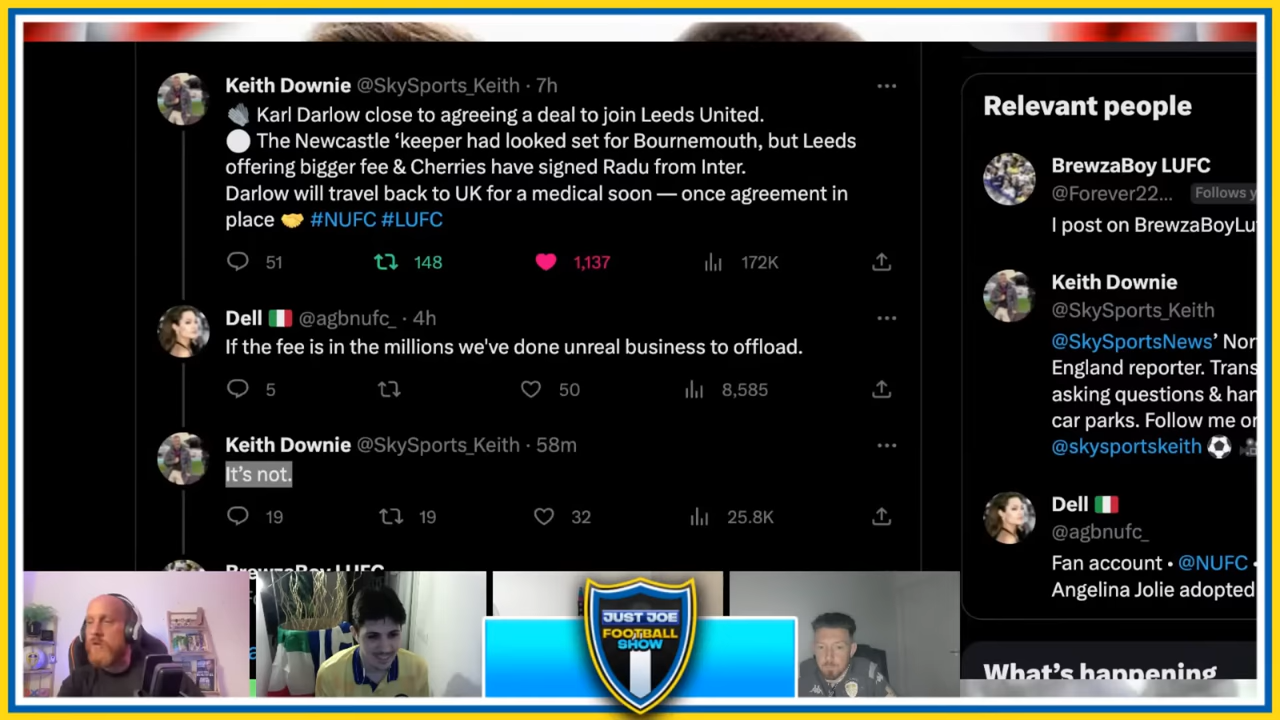 Keith Downie @SkySports_Keith · 7h
Karl Darlow close to agreeing a deal to join Leeds United.
The Newcastle ‘keeper had looked set for Bournemouth, but Leeds
offering bigger fee & Cherries have signed Radu from Inter.
Darlow will travel back to UK for a medical soon — once agreement in
place 🤝 #NUFC #LUFC
51 148 1,137 172K
Dell 🇮🇹 @agbnufc_ · 4h
If the fee is in the millions we've done unreal business to offload.
5 50 8,585
Keith Downie @SkySports_Keith · 58m
It’s not.
19 19 32 25.8K
BrewzaBoy LUFC
Relevant people
BrewzaBoy LUFC
@Forever22... Follows y
I post on BrewzaBoyLu
Keith Downie
@SkySports_Keith
@SkySportsNews’ Nor
England reporter. Trans
asking questions & han
car parks. Follow me on
@skysportskeith ⚽
Dell 🇮🇹
@agbnufc_
Fan account • @NUFC •
Angelina Jolie adopted
What’s happening
JUST JOE
FOOTBALL
SHOW